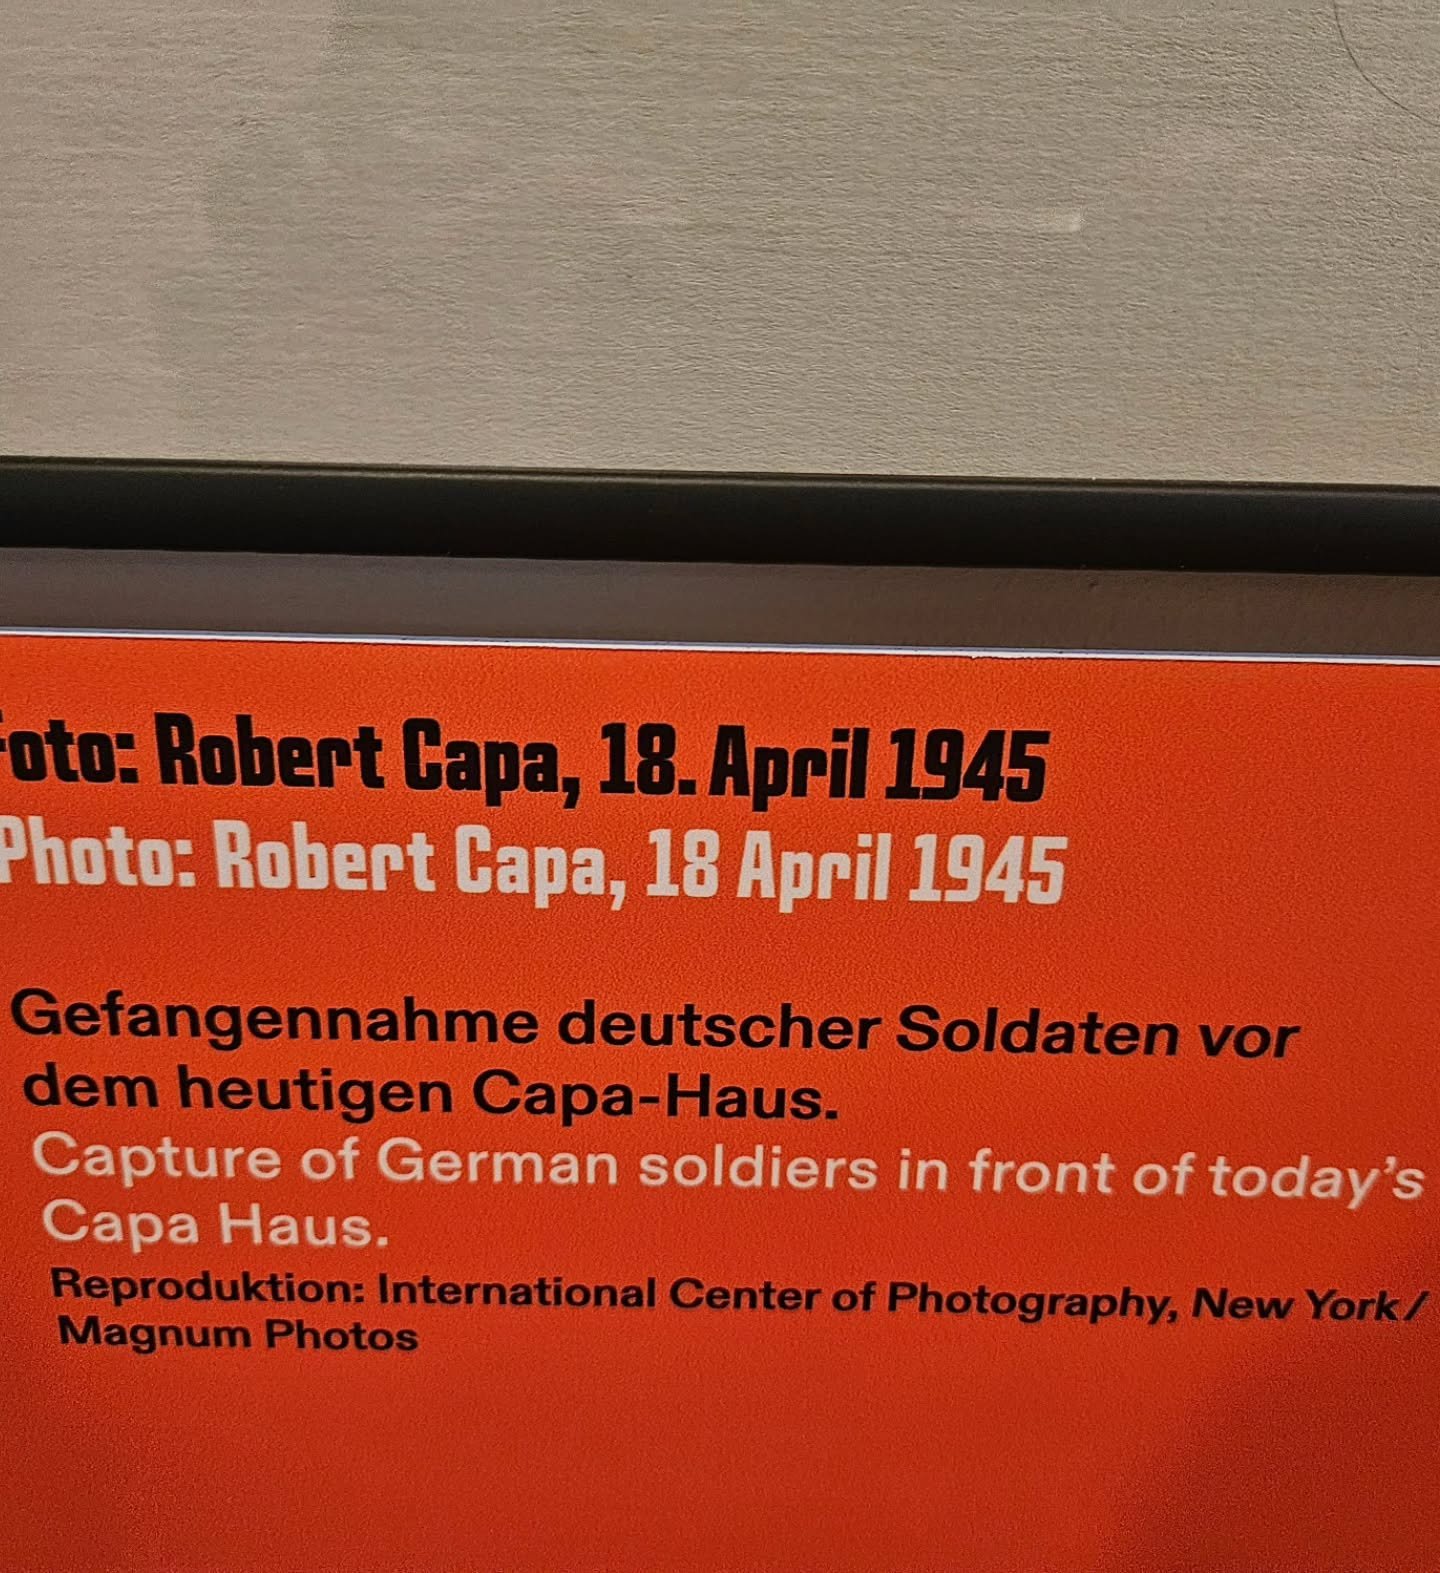 Foto: Robert Capa, 18. April 1945
Photo: Robert Capa, 18 April 1945
Gefangennahme deutscher Soldaten vor
dem heutigen Capa-Haus.
Capture of German soldiers in front of today’s
Capa Haus.
Reproduktion: International Center of Photography, New York/
Magnum Photos